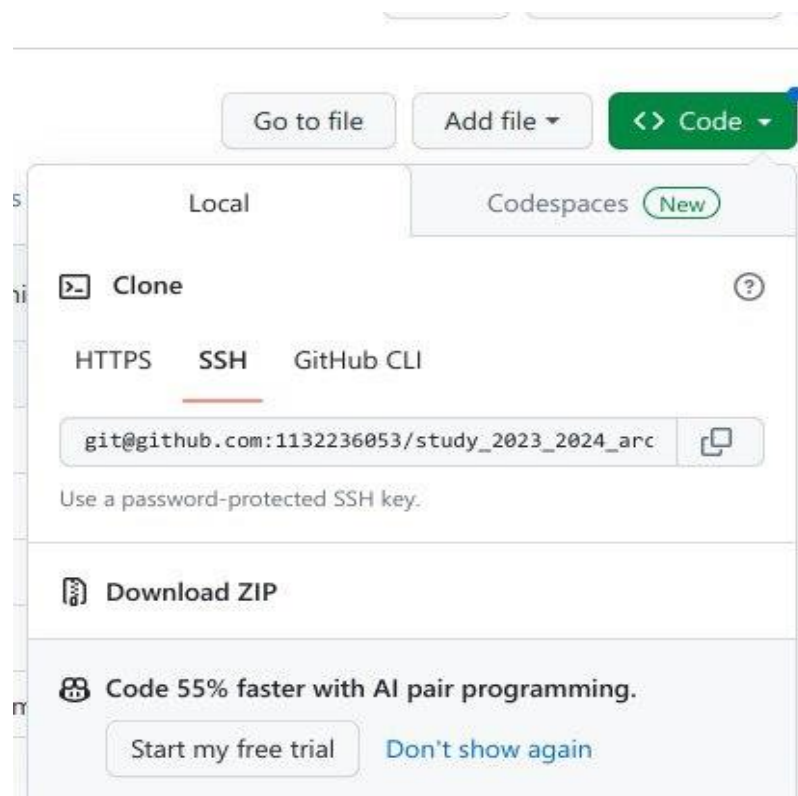 Go to file Add file <> Code
Local Codespaces New
Clone
HTTPS SSH GitHub CLI
git@github.com:1132236053/study_2023_2024_arc
Use a password-protected SSH key.
Download ZIP
Code 55% faster with AI pair programming.
Start my free trial Don't show again